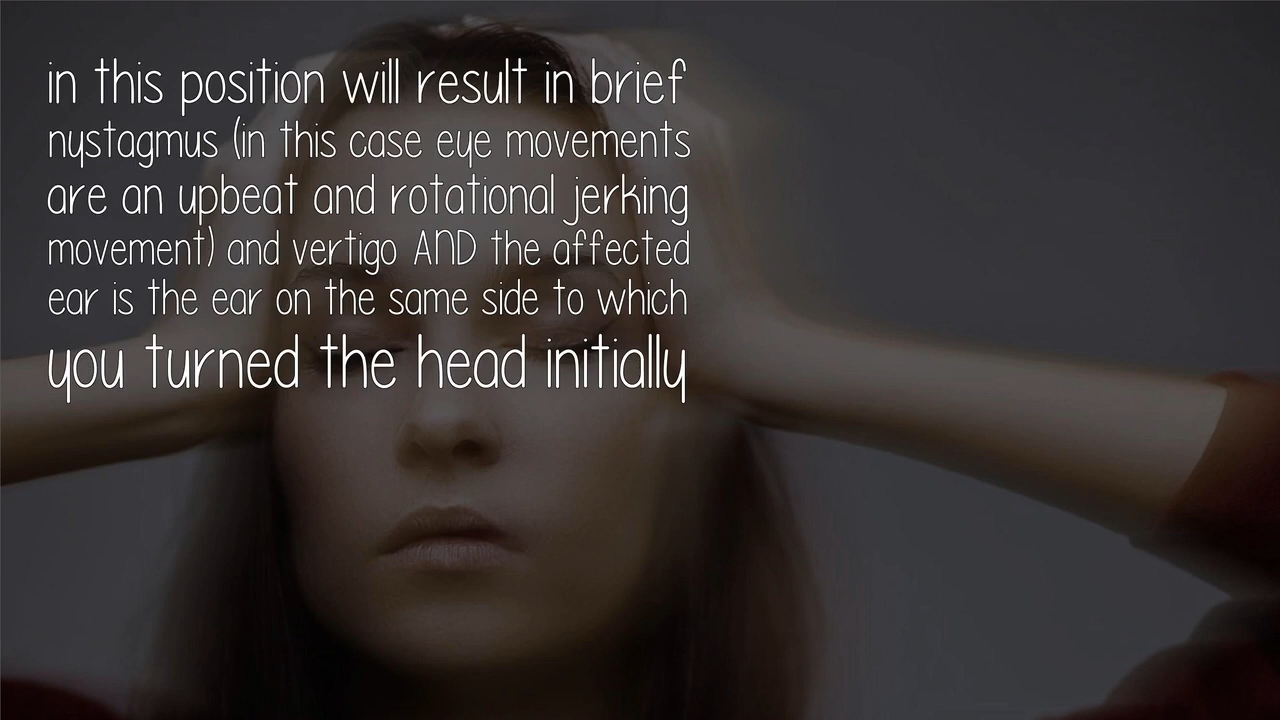 in this position will result in brief
nystagmus (in this case eye movements
are an upbeat and rotational jerking
movement) and vertigo AND the affected
ear is the ear on the same side to which
you turned the head initially